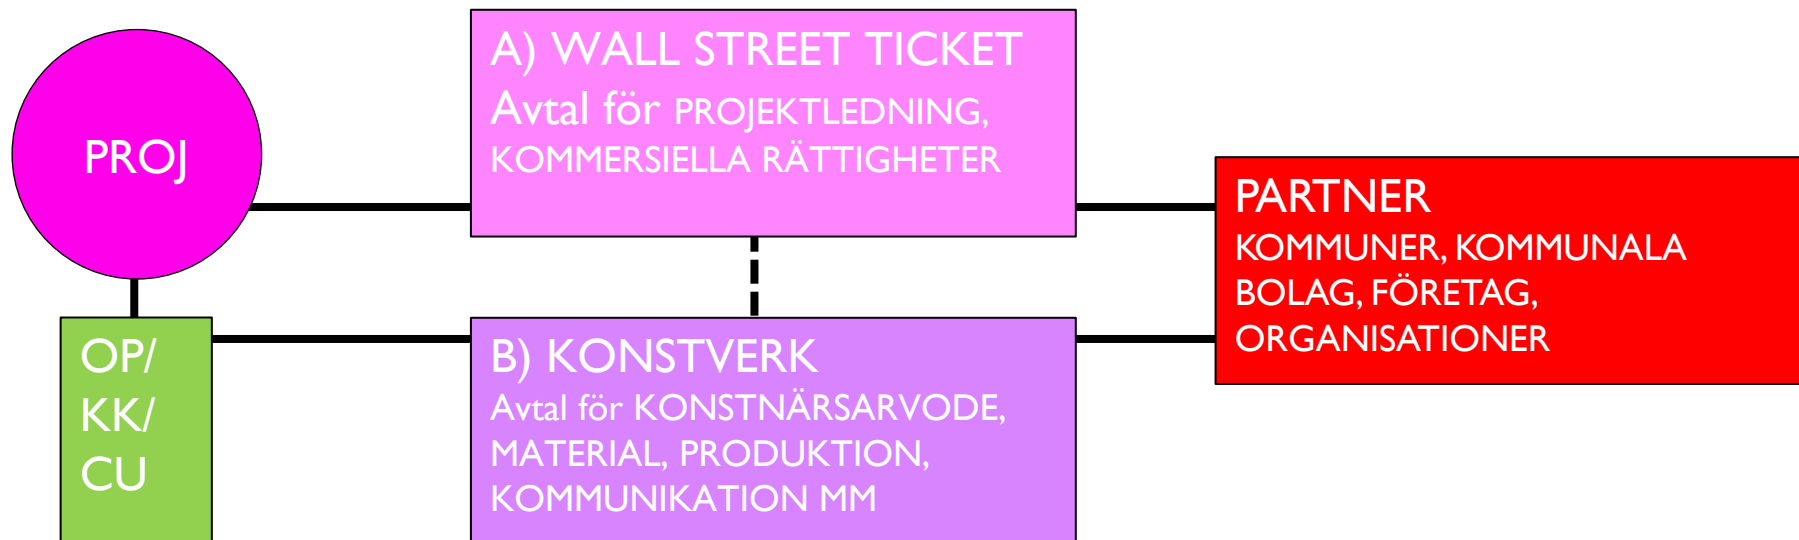 PROJ
A) WALL STREET TICKET
Avtal för PROJEKTLEDNING,
KOMMERSIELLA RÄTTIGHETER
PARTNER
KOMMUNER, KOMMUNALA
BOLAG, FÖRETAG,
ORGANISATIONER
OP/
KK/
CU
B) KONSTVERK
Avtal för KONSTNÄRSARVODE,
MATERIAL, PRODUKTION,
KOMMUNIKATION MM